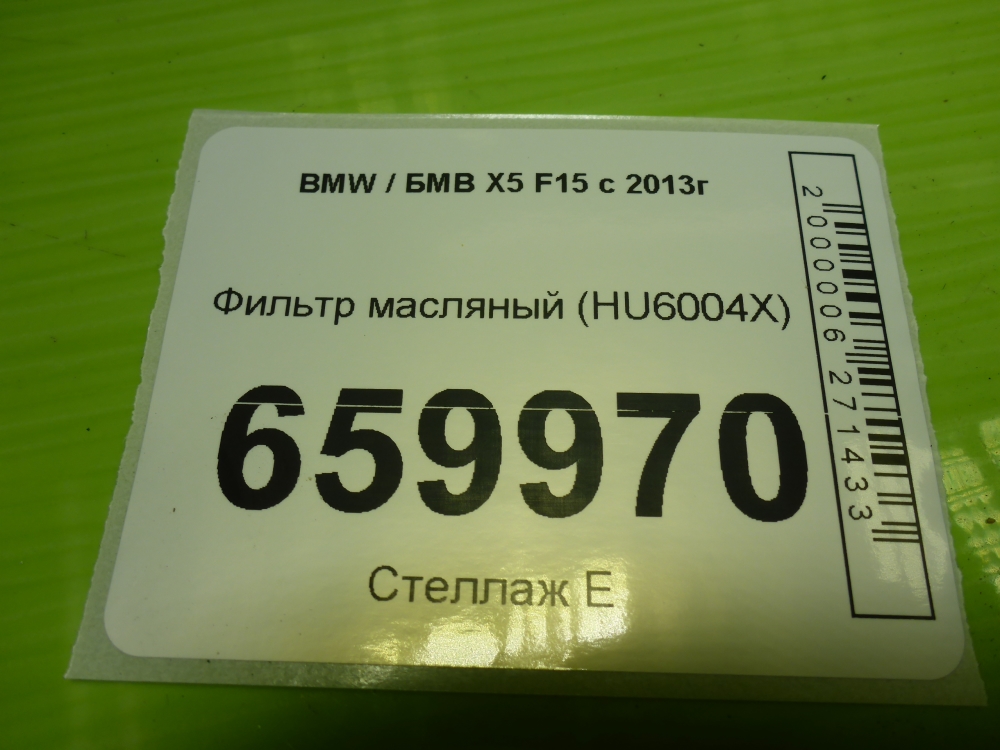 BMW / БМВ X5 F15 с 2013г
Фильтр масляный (HU6004X)
659970
Стеллаж Е
2000006271433